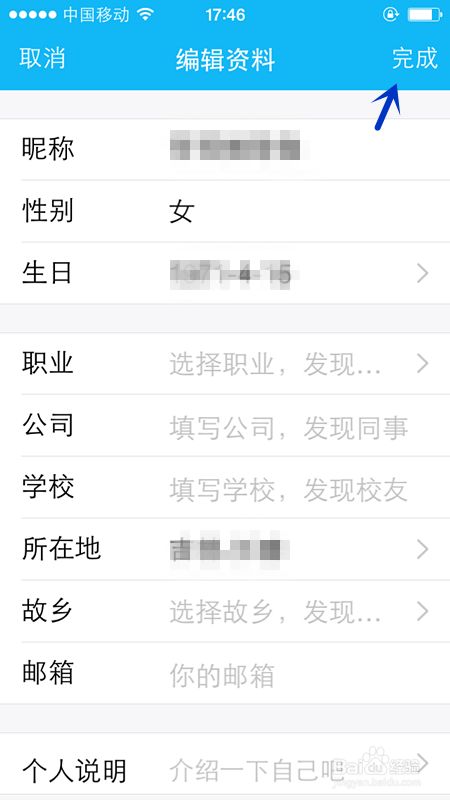 中国移动 17:46
取消 编辑资料 完成
昵称
性别 女
生日
职业 选择职业，发现...
公司 填写公司，发现同事
学校 填写学校，发现校友
所在地
故乡 选择故乡，发现...
邮箱 你的邮箱
个人说明 介绍一下自己吧
Baidu 经验
jingyan.baidu.com